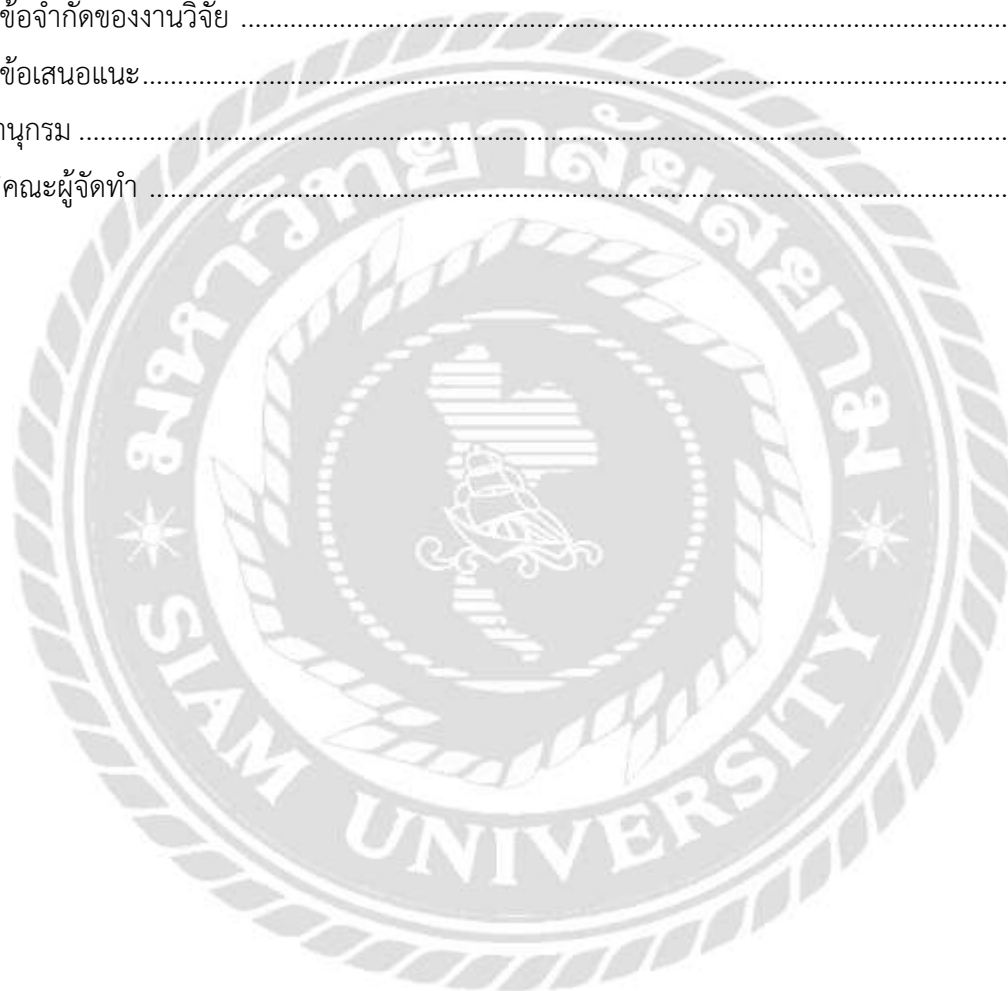 ข้อจำกัดของงานวิจัย ........................................................................................................
ข้อเสนอแนะ........................................................................................................
านุกรม ........................................................................................................
คณะผู้จัดทำ ........................................................................................................
มหาวิทยาลัยสยาม
SIAM UNIVERSITY